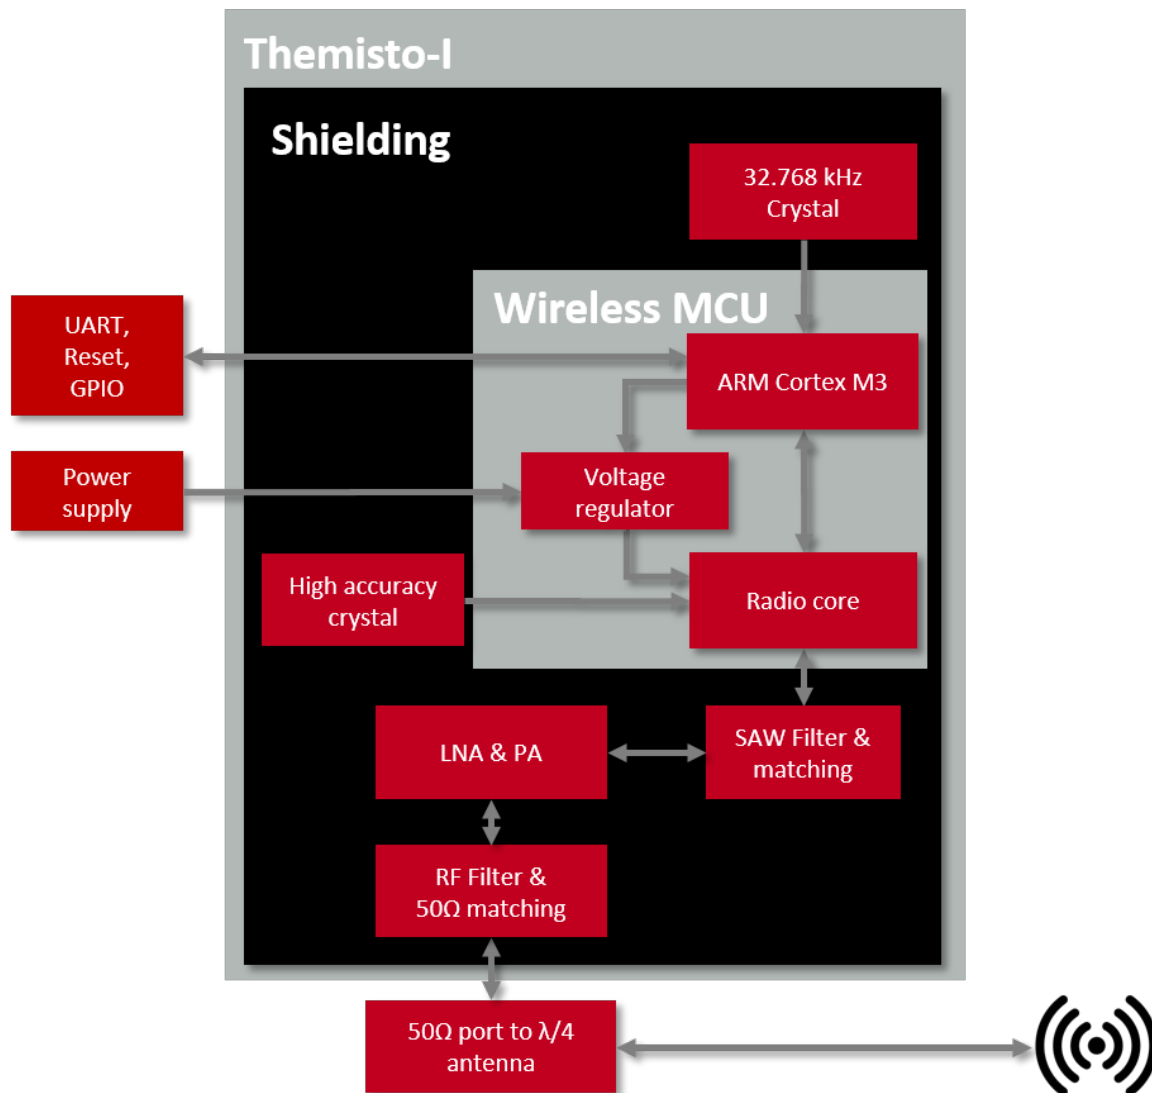 Themisto-I
Shielding
32.768 kHz
Crystal
Wireless MCU
UART,
Reset,
GPIO
ARM Cortex M3
Power
supply
Voltage
regulator
High accuracy
crystal
Radio core
LNA & PA
SAW Filter &
matching
RF Filter &
50Ω matching
50Ω port to λ/4
antenna